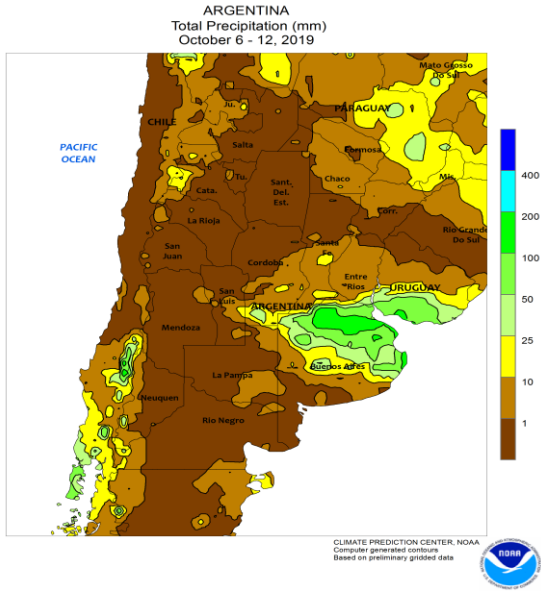 ARGENTINA
Total Precipitation (mm)
October 6 - 12, 2019
Mato Grosso
Do Sul
Ju.
PARAGUAY
CHILE
PACIFIC
OCEAN
Salta
Formosa
Tu.
Chaco
Mis.
Cata.
Sant.
Del.
Est.
Corr.
La Rioja
Rio Grande
Do Sul
San
Juan
Santa
Fe.
Cordoba
Entre
Rios
URUGUAY
San
Luis
ARGENTINA
Mendoza
Buenos Aires
La Pampa
Neuquen
Rio Negro
400
200
100
50
25
10
1
CLIMATE PREDICTION CENTER, NOAA
Computer generated contours
Based on preliminary gridded data
NOAA